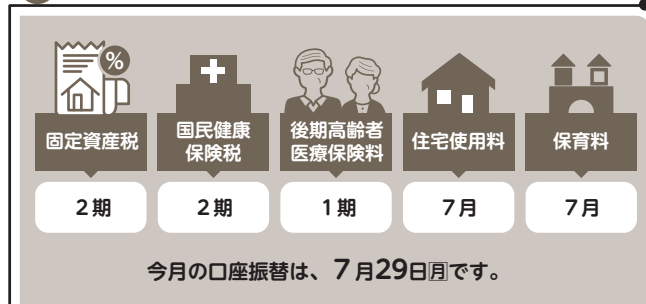 %
固定資産税
国民健康
保険税
後期高齢者
医療保険料
住宅使用料
保育料
2期
2期
1期
7月
7月
今月の口座振替は、7月29日㊊です。